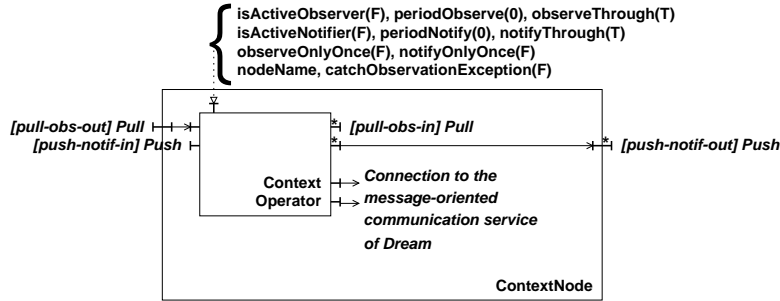 isActiveObserver(F), periodObserve(0), observeThrough(T)
isActiveNotifier(F), periodNotify(0), notifyThrough(T)
observeOnlyOnce(F), notifyOnlyOnce(F)
nodeName, catchObservationException(F)
[pull-obs-out] Pull
* [pull-obs-in] Pull
[push-notif-in] Push
*
* [push-notif-out] Push
Context
Operator
Connection to the
message-oriented
communication service
of Dream
ContextNode